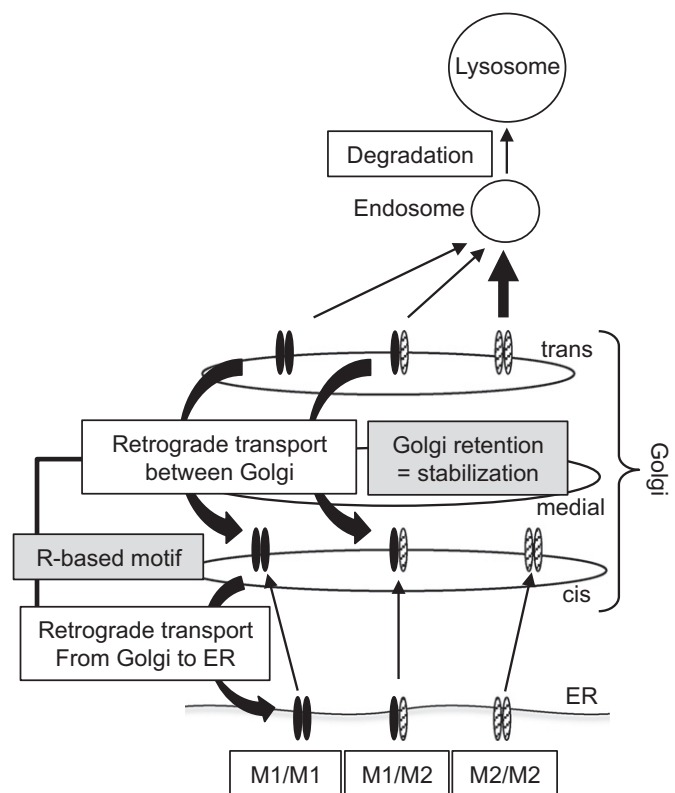 Lysosome
Degradation
Endosome
trans
Retrograde transport
between Golgi
Golgi retention
= stabilization
Golgi
medial
R-based motif
cis
Retrograde transport
From Golgi to ER
ER
M1/M1
M1/M2
M2/M2